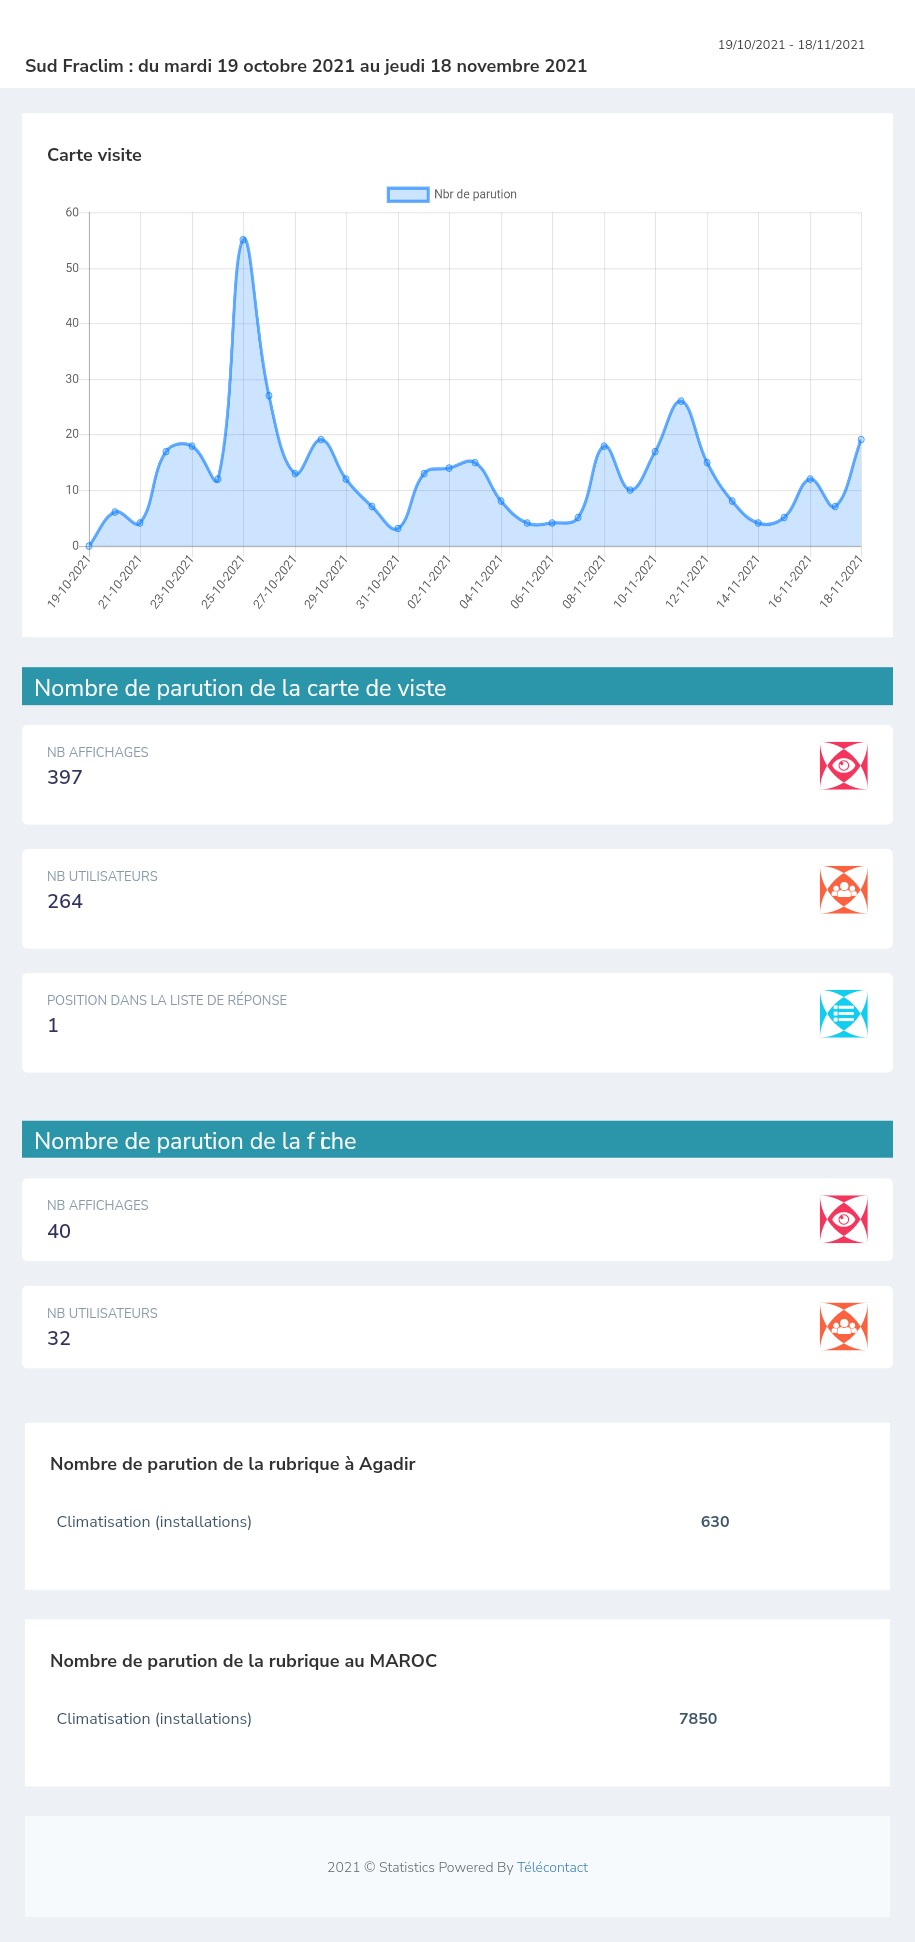 19/10/2021 - 18/11/2021
Sud Fraclim : du mardi 19 octobre 2021 au jeudi 18 novembre 2021
Carte visite
Nbr de parution
60
50
40
30
20
10
0
19-10-2021 21-10-2021 23-10-2021 25-10-2021 27-10-2021 29-10-2021 31-10-2021 02-11-2021 04-11-2021 06-11-2021 08-11-2021 10-11-2021 12-11-2021 14-11-2021 16-11-2021 18-11-2021
Nombre de parution de la carte de viste
NB AFFICHAGES
397
NB UTILISATEURS
264
POSITION DANS LA LISTE DE RÉPONSE
1
Nombre de parution de la fiche
NB AFFICHAGES
40
NB UTILISATEURS
32
Nombre de parution de la rubrique à Agadir
Climatisation (installations) 630
Nombre de parution de la rubrique au MAROC
Climatisation (installations) 7850
2021 © Statistics Powered By Télécontact